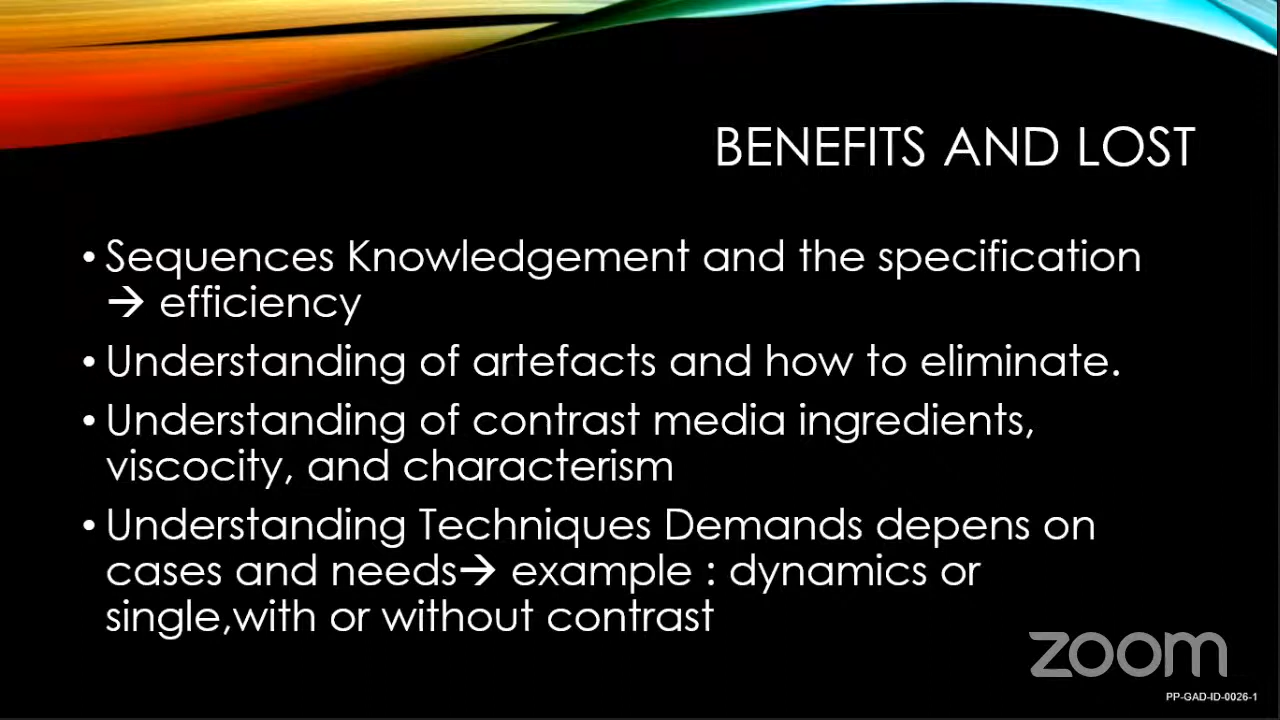 BENEFITS AND LOST
• Sequences Knowledgement and the specification
→ efficiency
• Understanding of artefacts and how to eliminate.
• Understanding of contrast media ingredients,
viscocity, and characterism
• Understanding Techniques Demands depens on
cases and needs→ example : dynamics or
single,with or without contrast
zoom
PP-GAD-ID-0026-1